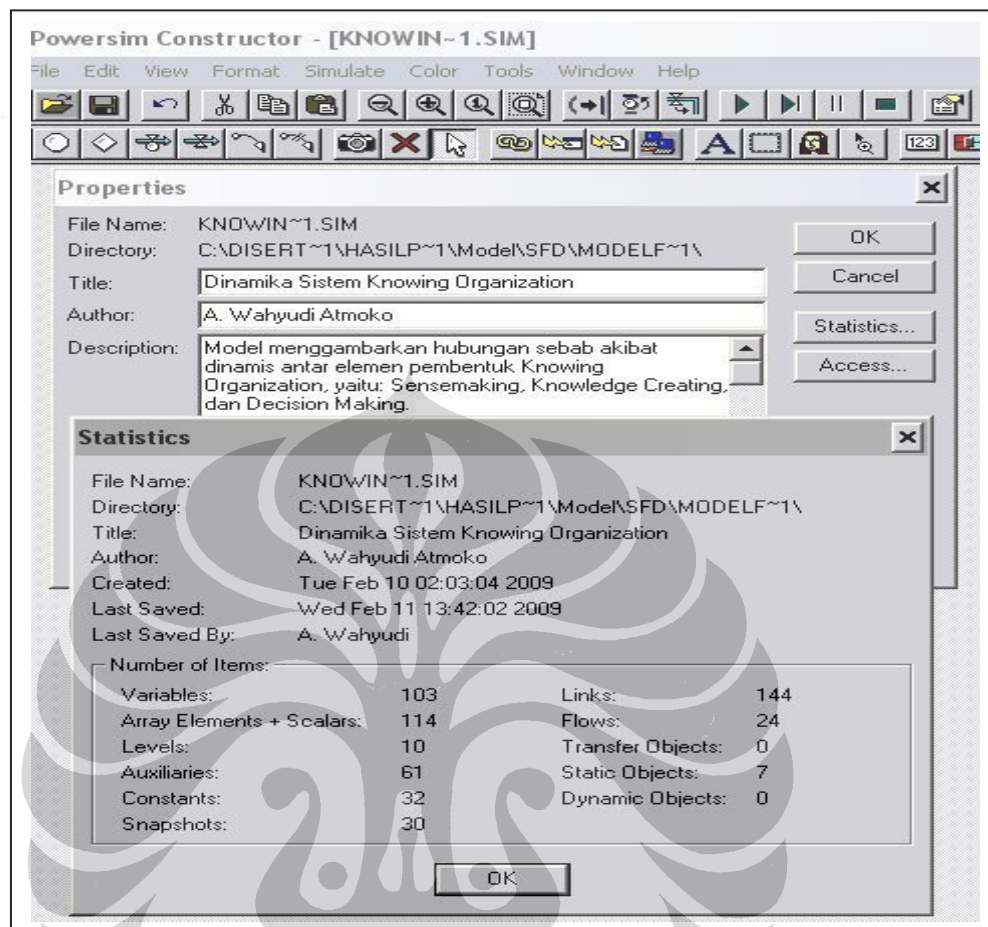 Powersim Constructor - [KNOWIN~1.SIM]
File Edit View Format Simulate Color Tools Window Help
123
Properties
File Name: KNOWIN~1.SIM
Directory: C:\DISERT~1\HASILP~1\Model\SFD\MODELF~1\
OK
Title: Dinamika Sistem Knowing Organization
Cancel
Author: A. Wahyudi Atmoko
Statistics...
Description: Model menggambarkan hubungan sebab akibat
dinamis antar elemen pembentuk Knowing
Access...
Organization, yaitu: Sensemaking, Knowledge Creating,
dan Decision Making.
Statistics
File Name: KNOWIN~1.SIM
Directory: C:\DISERT~1\HASILP~1\Model\SFD\MODELF~1\
Title: Dinamika Sistem Knowing Organization
Author: A. Wahyudi Atmoko
Created: Tue Feb 10 02:03:04 2009
Last Saved: Wed Feb 11 13:42:02 2009
Last Saved By: A. Wahyudi
Number of Items:
Variables: 103 Links: 144
Array Elements + Scalars: 114 Flows: 24
Levels: 10 Transfer Objects: 0
Auxiliaries: 61 Static Objects: 7
Constants: 32 Dynamic Objects: 0
Snapshots: 30
OK